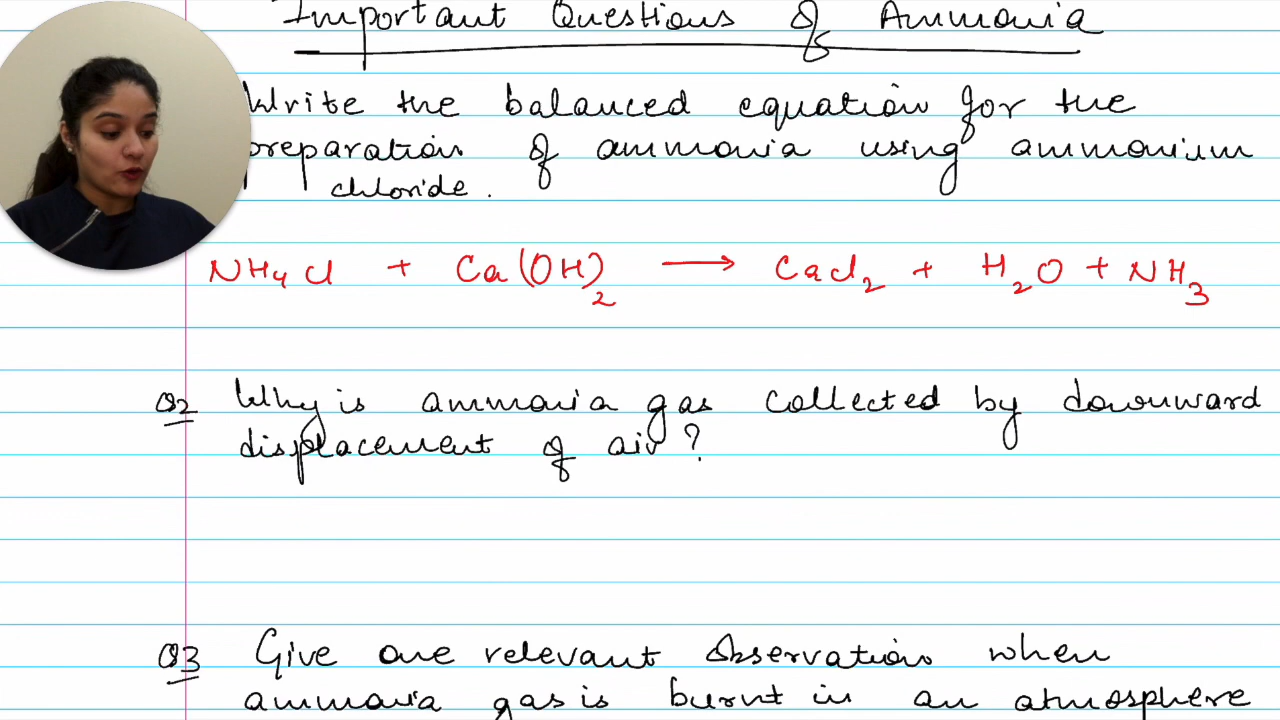 Important Questions of Ammonia
Write the balanced equation for the
preparation of ammonia using ammonium
chloride.
NH4Cl + Ca(OH)2 → CaCl2 + H2O + NH3
Q2 Why is ammonia gas collected by downward
displacement of air?
Q3 Give one relevant observation when
ammonia gas is burnt in an atmosphere